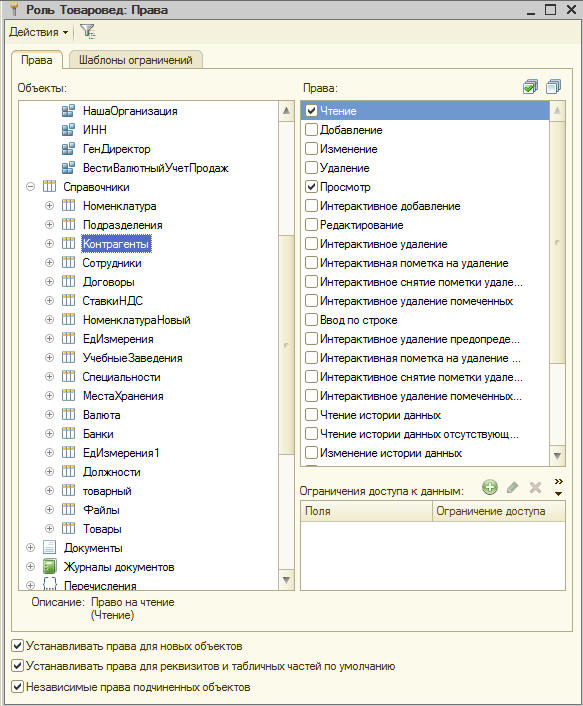 Роль Товаровед: Права
Действия
Права
Шаблоны ограничений
Объекты:
НашаОрганизация
ИНН
ГенДиректор
ВестиВалютныйУчетПродаж
Справочники
Номенклатура
Подразделения
Контрагенты
Сотрудники
Договоры
СтавкиНДС
НоменклатураНовый
ЕдИзмерения
УчебныеЗаведения
Специальности
МестаХранения
Валюта
Банки
ЕдИзмерения1
Должности
товарный
Файлы
Товары
Документы
Журналы документов
Перечисления
Права:
Чтение
Добавление
Изменение
Удаление
Просмотр
Интерактивное добавление
Редактирование
Интерактивное удаление
Интерактивная пометка на удаление
Интерактивное снятие пометки удале...
Интерактивное удаление помеченных
Ввод по строке
Интерактивное удаление предопреде...
Интерактивная пометка на удаление ...
Интерактивное снятие пометки удале...
Интерактивное удаление помеченных...
Чтение истории данных
Чтение истории данных отсутствующ...
Изменение истории данных
Ограничения доступа к данным:
Поля
Ограничение доступа
Описание: Право на чтение
(Чтение)
Устанавливать права для новых объектов
Устанавливать права для реквизитов и табличных частей по умолчанию
Независимые права подчиненных объектов